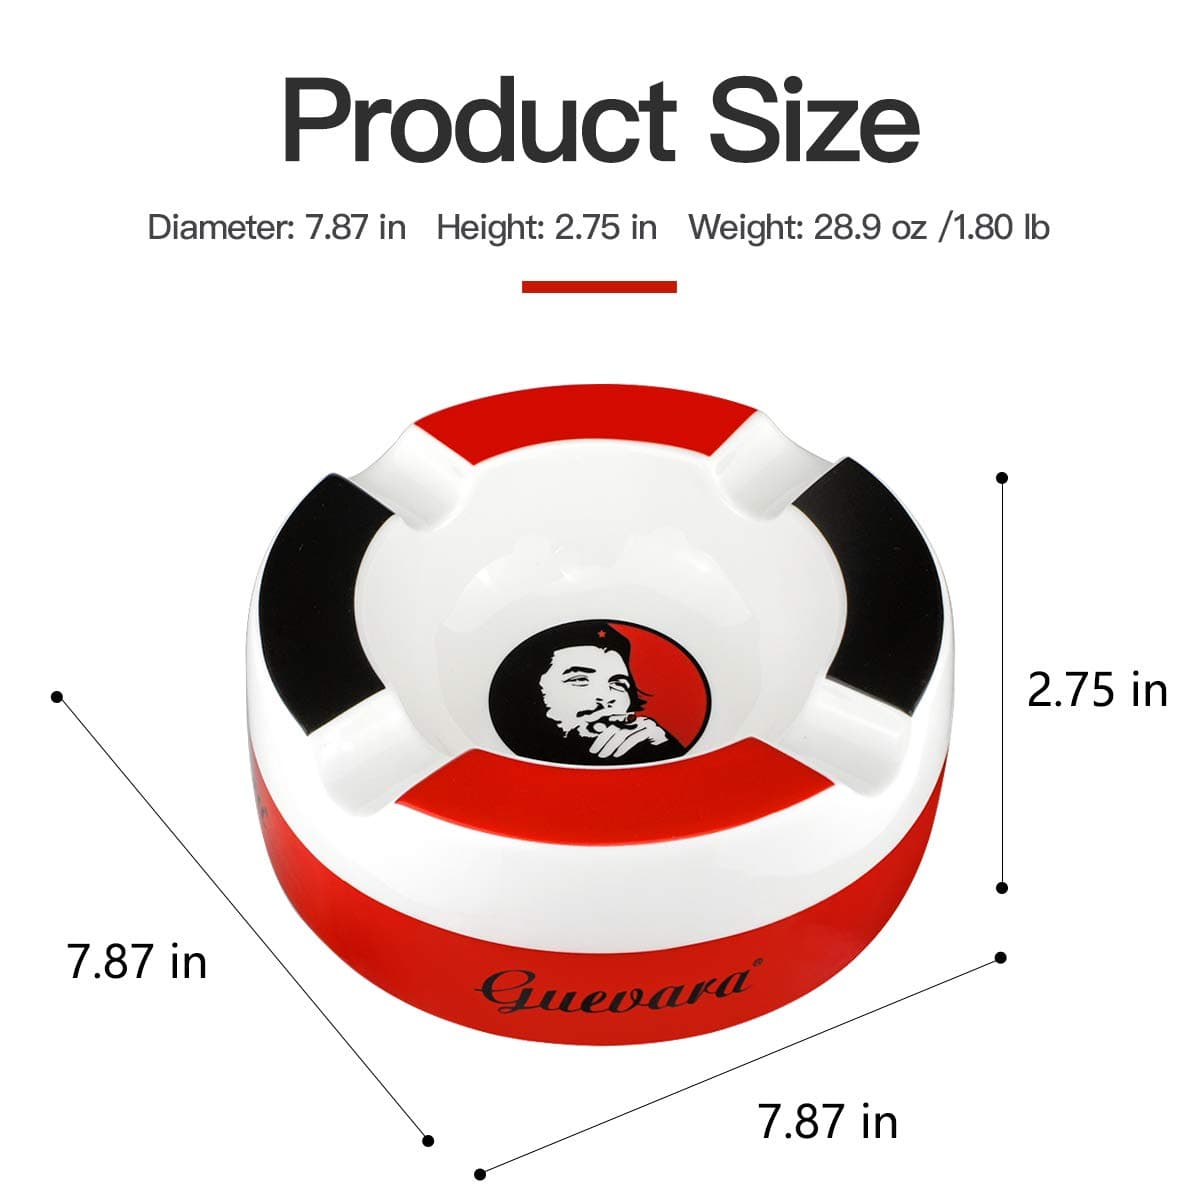 Product Size
Diameter: 7.87 in Height: 2.75 in Weight: 28.9 oz /1.80 lb
2.75 in
7.87 in
Guevara®
7.87 in